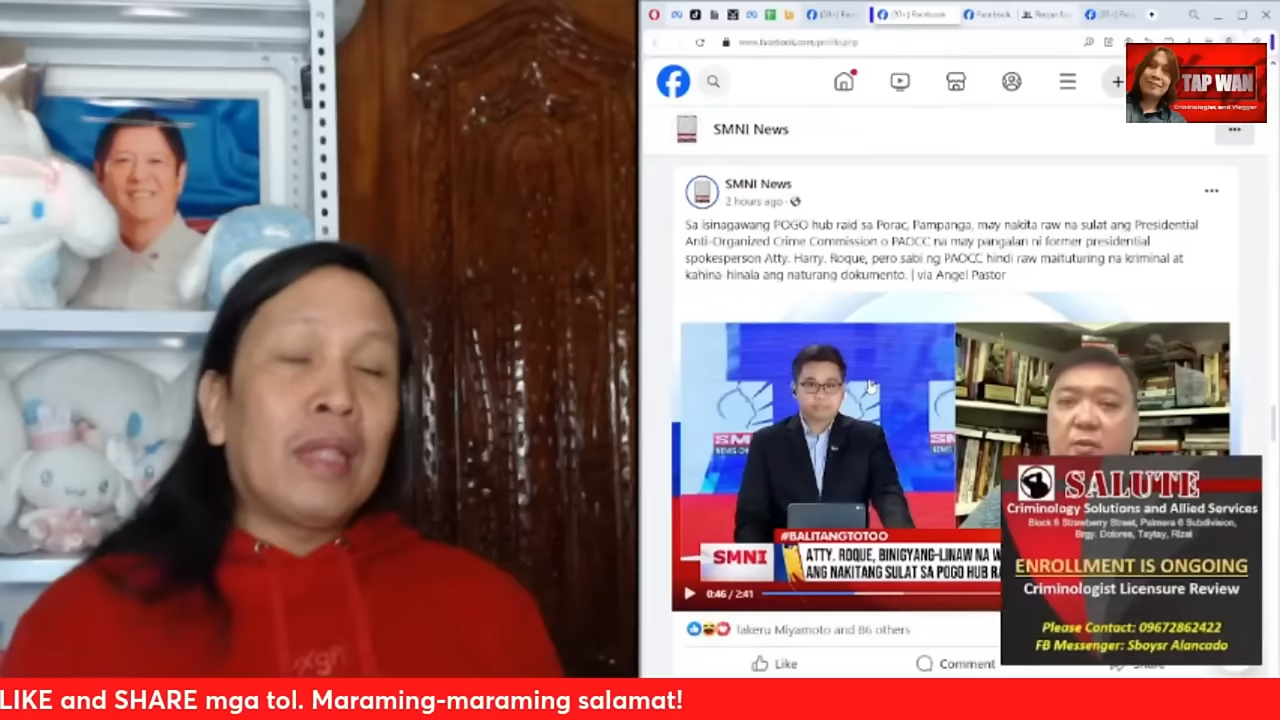 www.facebook.com/profile.php
TAP WAN
Criminologist and Vlogger
SMNI News
SMNI News
2 hours ago
Sa isinagawang POGO hub raid sa Porac, Pampanga, may nakita raw na sulat ang Presidential
Anti-Organized Crime Commission o PAOCC na may pangalan ni former presidential
spokesperson Atty. Harry. Roque, pero sabi ng PAOCC hindi raw maituturing na kriminal at
kahina-hinala ang naturang dokumento. | via Angel Pastor
#BALITANGTOTOO
SMNI
ATTY. ROQUE, BINIGYANG-LINAW NA W
ANG NAKITANG SULAT SA POGO HUB RA
0:46 / 2:41
Takeru Miyamoto and 86 others
Like
Comment
Share
SALUTE
Criminology Solutions and Allied Services
Block 6 Strawberry Street, Palmera 6 Subdivision,
Brgy. Dolores, Taytay, Rizal
ENROLLMENT IS ONGOING
Criminologist Licensure Review
Please Contact: 09672862422
FB Messenger: Sboysr Alancado
LIKE and SHARE mga tol. Maraming-maraming salamat!